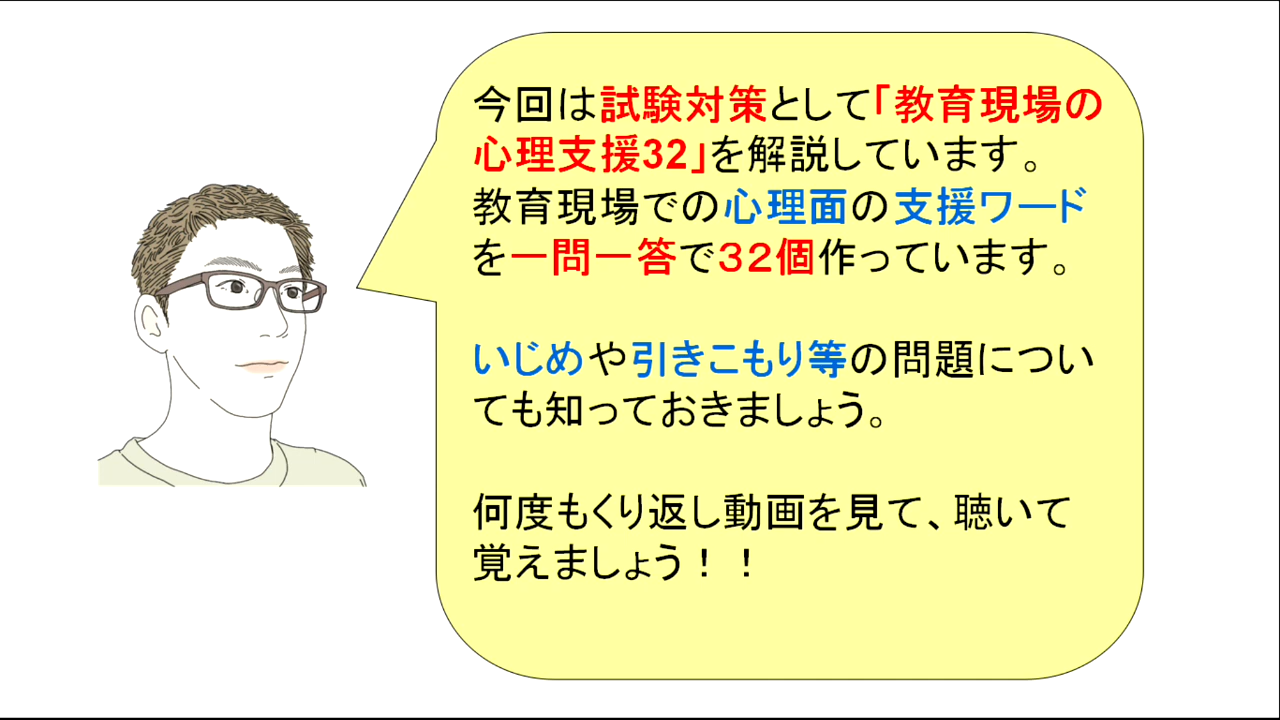 今回は試験対策として「教育現場の
心理支援32」を解説しています。
教育現場での心理面の支援ワード
を一問一答で３２個作っています。
いじめや引きこもり等の問題につい
ても知っておきましょう。
何度もくり返し動画を見て、聴いて
覚えましょう！！